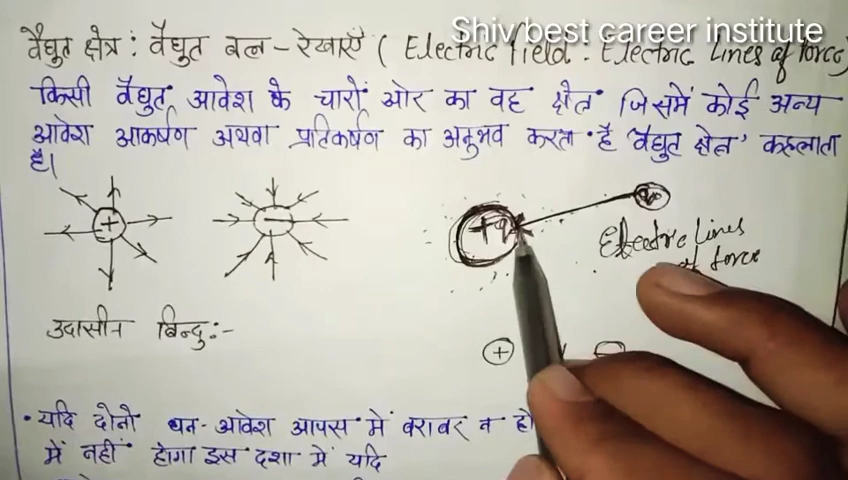 Shiv best career institute
वैद्युत क्षेत्र : वैद्युत बल-रेखाएँ ( Electric field : Electric lines of force)
किसी वैद्युत आवेश के चारों ओर का वह क्षेत्र जिसमें कोई अन्य
आवेश आकर्षण अथवा प्रतिकर्षण का अनुभव करता है 'वैद्युत क्षेत्र' कहलाता
है।
+
-
+q
q₀
Electric lines
of force
उदासीन बिन्दु :-
+
• यदि दोनो धन-आवेश आपस में बराबर न हो
में नहीं होगा इस दशा में यदि